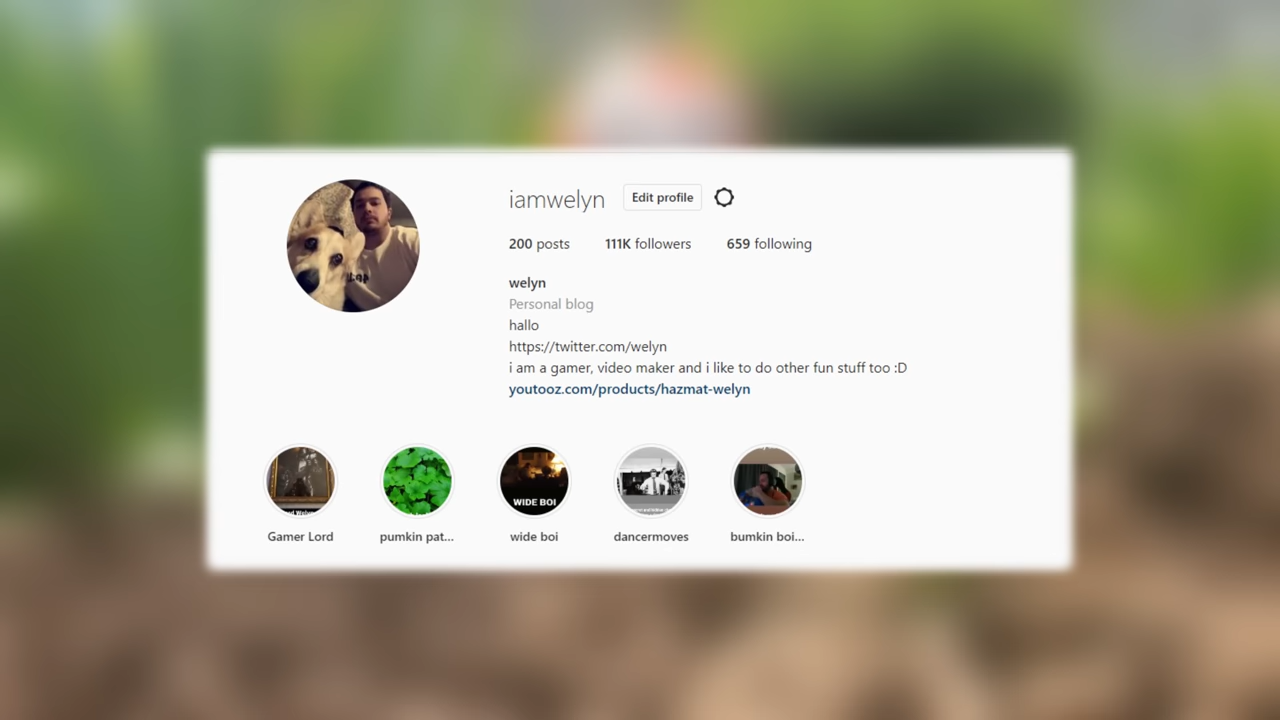 iamwelyn Edit profile
200 posts 111K followers 659 following
welyn
Personal blog
hallo
https://twitter.com/welyn
i am a gamer, video maker and i like to do other fun stuff too :D
youtooz.com/products/hazmat-welyn
WIDE BOI
Gamer Lord pumkin pat... wide boi dancermoves bumkin boi...